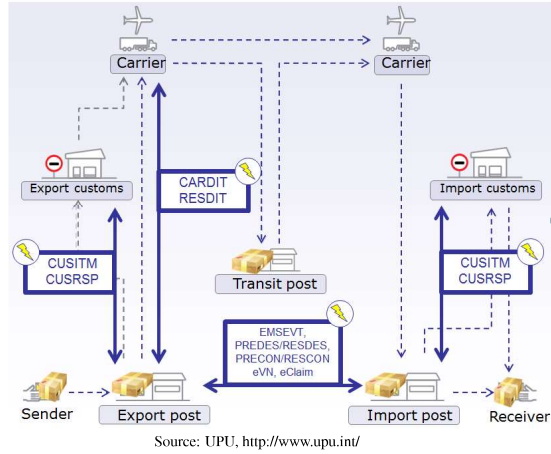 Carrier
Carrier
Export customs
CARDIT
RESDIT
Import customs
CUSITM
CUSRSP
Transit post
CUSITM
CUSRSP
EMSEVT,
PREDES/RESDES,
PRECON/RESCON
eVN, eClaim
Sender
Export post
Import post
Receiver
Source: UPU, http://www.upu.int/